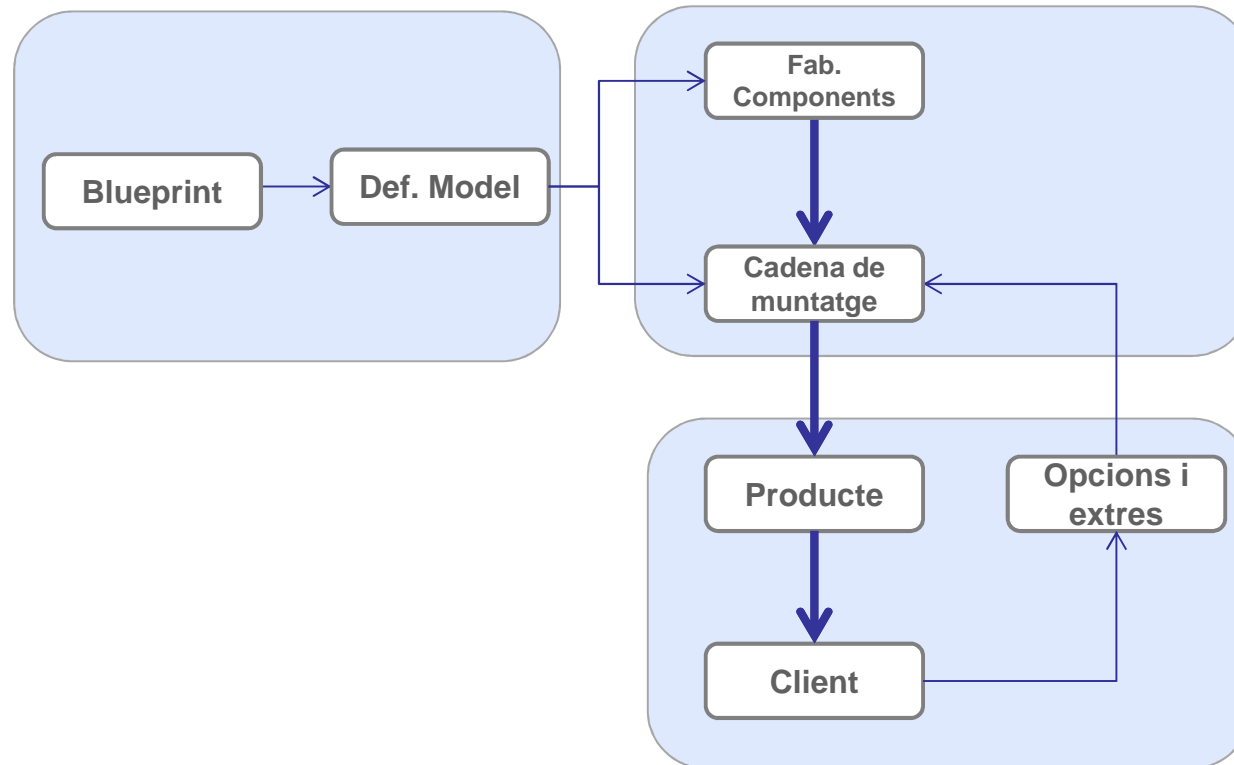 Blueprint
Def. Model
Fab.
Components
Cadena de
muntatge
Producte
Opcions i
extres
Client